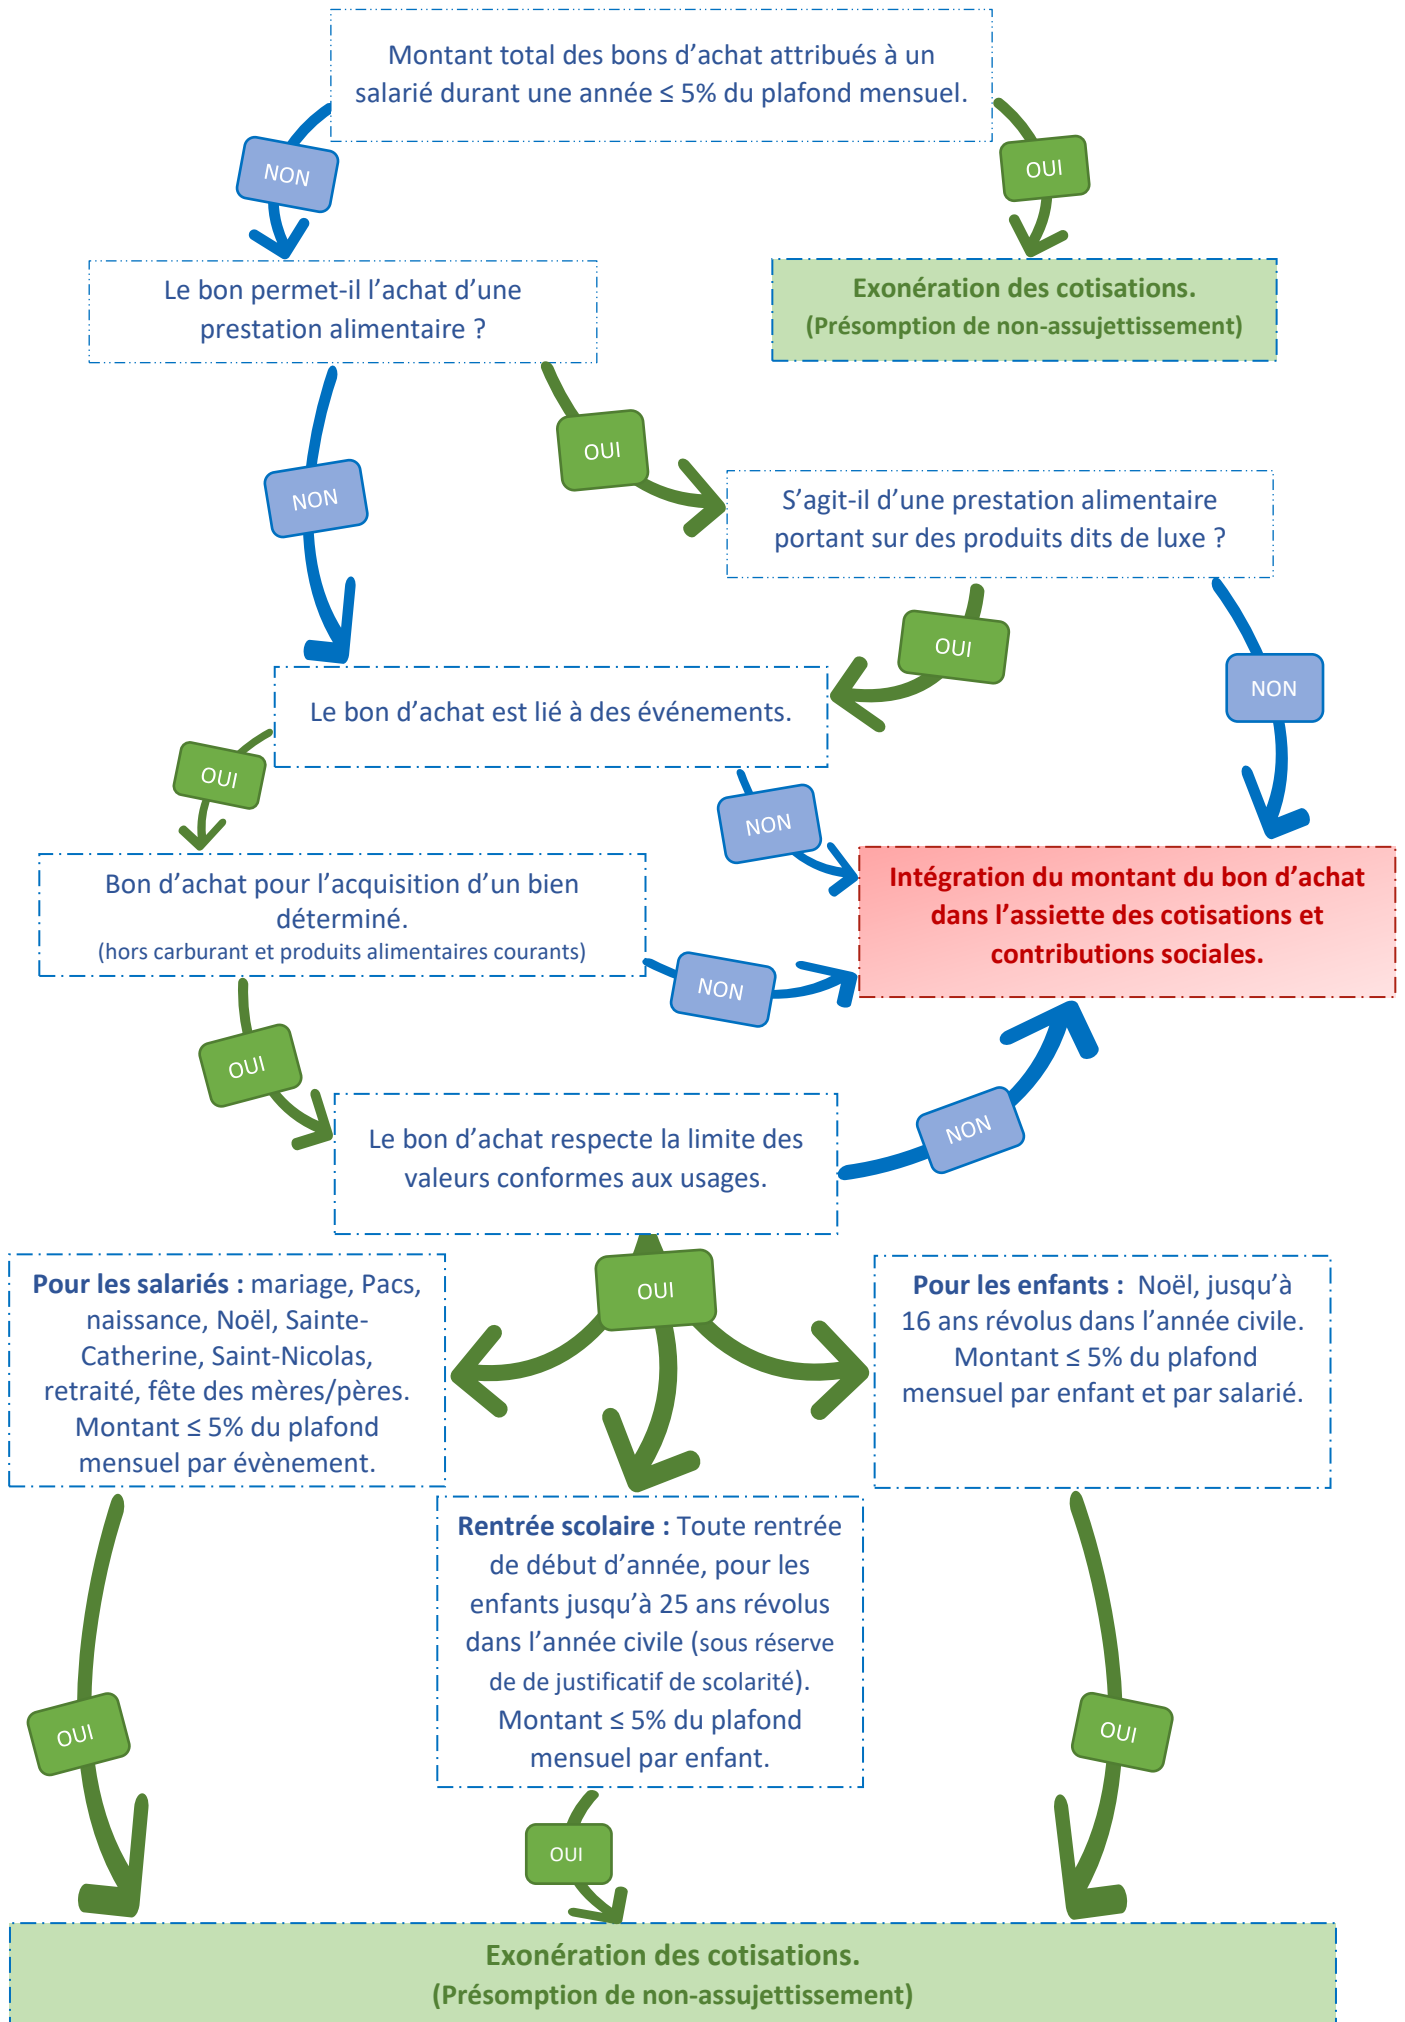 Montant total des bons d’achat attribués à un
salarié durant une année ≤ 5% du plafond mensuel.
NON
OUI
Le bon permet-il l’achat d’une
prestation alimentaire ?
Exonération des cotisations.
(Présomption de non-assujettissement)
OUI
NON
S’agit-il d’une prestation alimentaire
portant sur des produits dits de luxe ?
OUI
NON
Le bon d’achat est lié à des événements.
OUI
NON
Bon d’achat pour l’acquisition d’un bien
déterminé.
(hors carburant et produits alimentaires courants)
Intégration du montant du bon d’achat
dans l’assiette des cotisations et
contributions sociales.
NON
OUI
Le bon d’achat respecte la limite des
valeurs conformes aux usages.
NON
OUI
Pour les salariés : mariage, Pacs,
naissance, Noël, Sainte-
Catherine, Saint-Nicolas,
retraité, fête des mères/pères.
Montant ≤ 5% du plafond
mensuel par évènement.
Pour les enfants :  Noël, jusqu’à
16 ans révolus dans l’année civile.
Montant ≤ 5% du plafond
mensuel par enfant et par salarié.
Rentrée scolaire : Toute rentrée
de début d’année, pour les
enfants jusqu’à 25 ans révolus
dans l’année civile (sous réserve
de de justificatif de scolarité).
Montant ≤ 5% du plafond
mensuel par enfant.
OUI
OUI
OUI
Exonération des cotisations.
(Présomption de non-assujettissement)